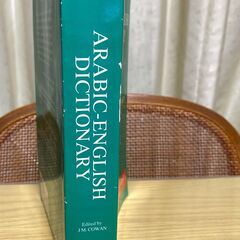 ARABIC-ENGLISH
DICTIONARY
Edited by
J M. COWAN